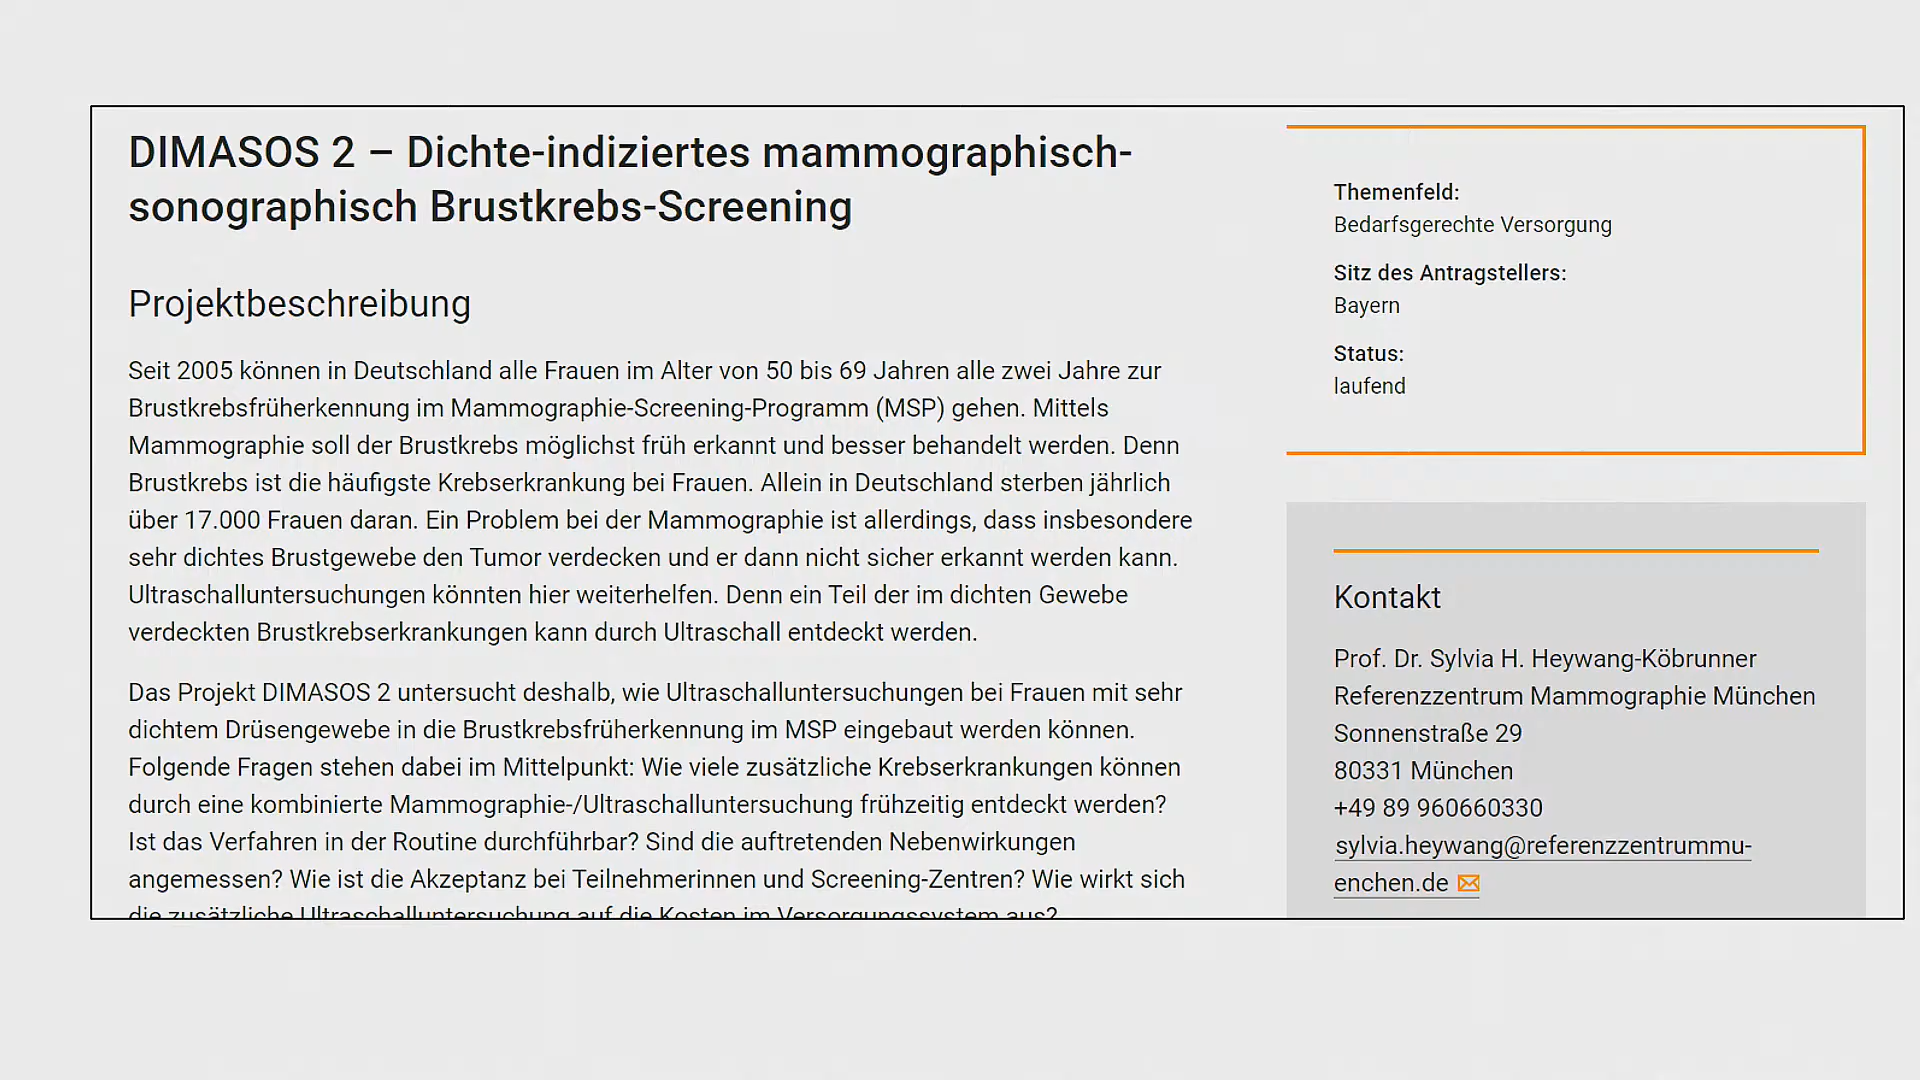 DIMASOS 2 – Dichte-indiziertes mammographisch-
sonographisch Brustkrebs-Screening
Projektbeschreibung
Seit 2005 können in Deutschland alle Frauen im Alter von 50 bis 69 Jahren alle zwei Jahre zur
Brustkrebsfrüherkennung im Mammographie-Screening-Programm (MSP) gehen. Mittels
Mammographie soll der Brustkrebs möglichst früh erkannt und besser behandelt werden. Denn
Brustkrebs ist die häufigste Krebserkrankung bei Frauen. Allein in Deutschland sterben jährlich
über 17.000 Frauen daran. Ein Problem bei der Mammographie ist allerdings, dass insbesondere
sehr dichtes Brustgewebe den Tumor verdecken und er dann nicht sicher erkannt werden kann.
Ultraschalluntersuchungen könnten hier weiterhelfen. Denn ein Teil der im dichten Gewebe
verdeckten Brustkrebserkrankungen kann durch Ultraschall entdeckt werden.
Das Projekt DIMASOS 2 untersucht deshalb, wie Ultraschalluntersuchungen bei Frauen mit sehr
dichtem Drüsengewebe in die Brustkrebsfrüherkennung im MSP eingebaut werden können.
Folgende Fragen stehen dabei im Mittelpunkt: Wie viele zusätzliche Krebserkrankungen können
durch eine kombinierte Mammographie-/Ultraschalluntersuchung frühzeitig entdeckt werden?
Ist das Verfahren in der Routine durchführbar? Sind die auftretenden Nebenwirkungen
angemessen? Wie ist die Akzeptanz bei Teilnehmerinnen und Screening-Zentren? Wie wirkt sich
die zusätzliche Ultraschalluntersuchung auf die Kosten im Versorgungssystem aus?
Themenfeld:
Bedarfsgerechte Versorgung
Sitz des Antragstellers:
Bayern
Status:
laufend
Kontakt
Prof. Dr. Sylvia H. Heywang-Köbrunner
Referenzzentrum Mammographie München
Sonnenstraße 29
80331 München
+49 89 960660330
sylvia.heywang@referenzzentrummu-
enchen.de